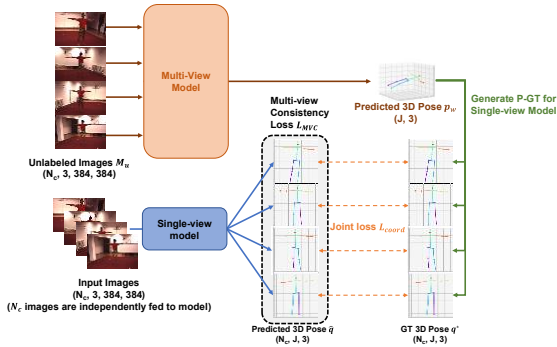 Multi-View
Model
Predicted 3D Pose p_w
(J, 3)
Generate P-GT for
Single-view Model
Multi-view
Consistency
Loss L_MVC
Unlabeled Images M_u
(N_c, 3, 384, 384)
Single-view
model
Joint loss L_coord
Input Images
(N_c, 3, 384, 384)
(N_c images are independently fed to model)
Predicted 3D Pose q̂
(N_c, J, 3)
GT 3D Pose q*
(N_c, J, 3)